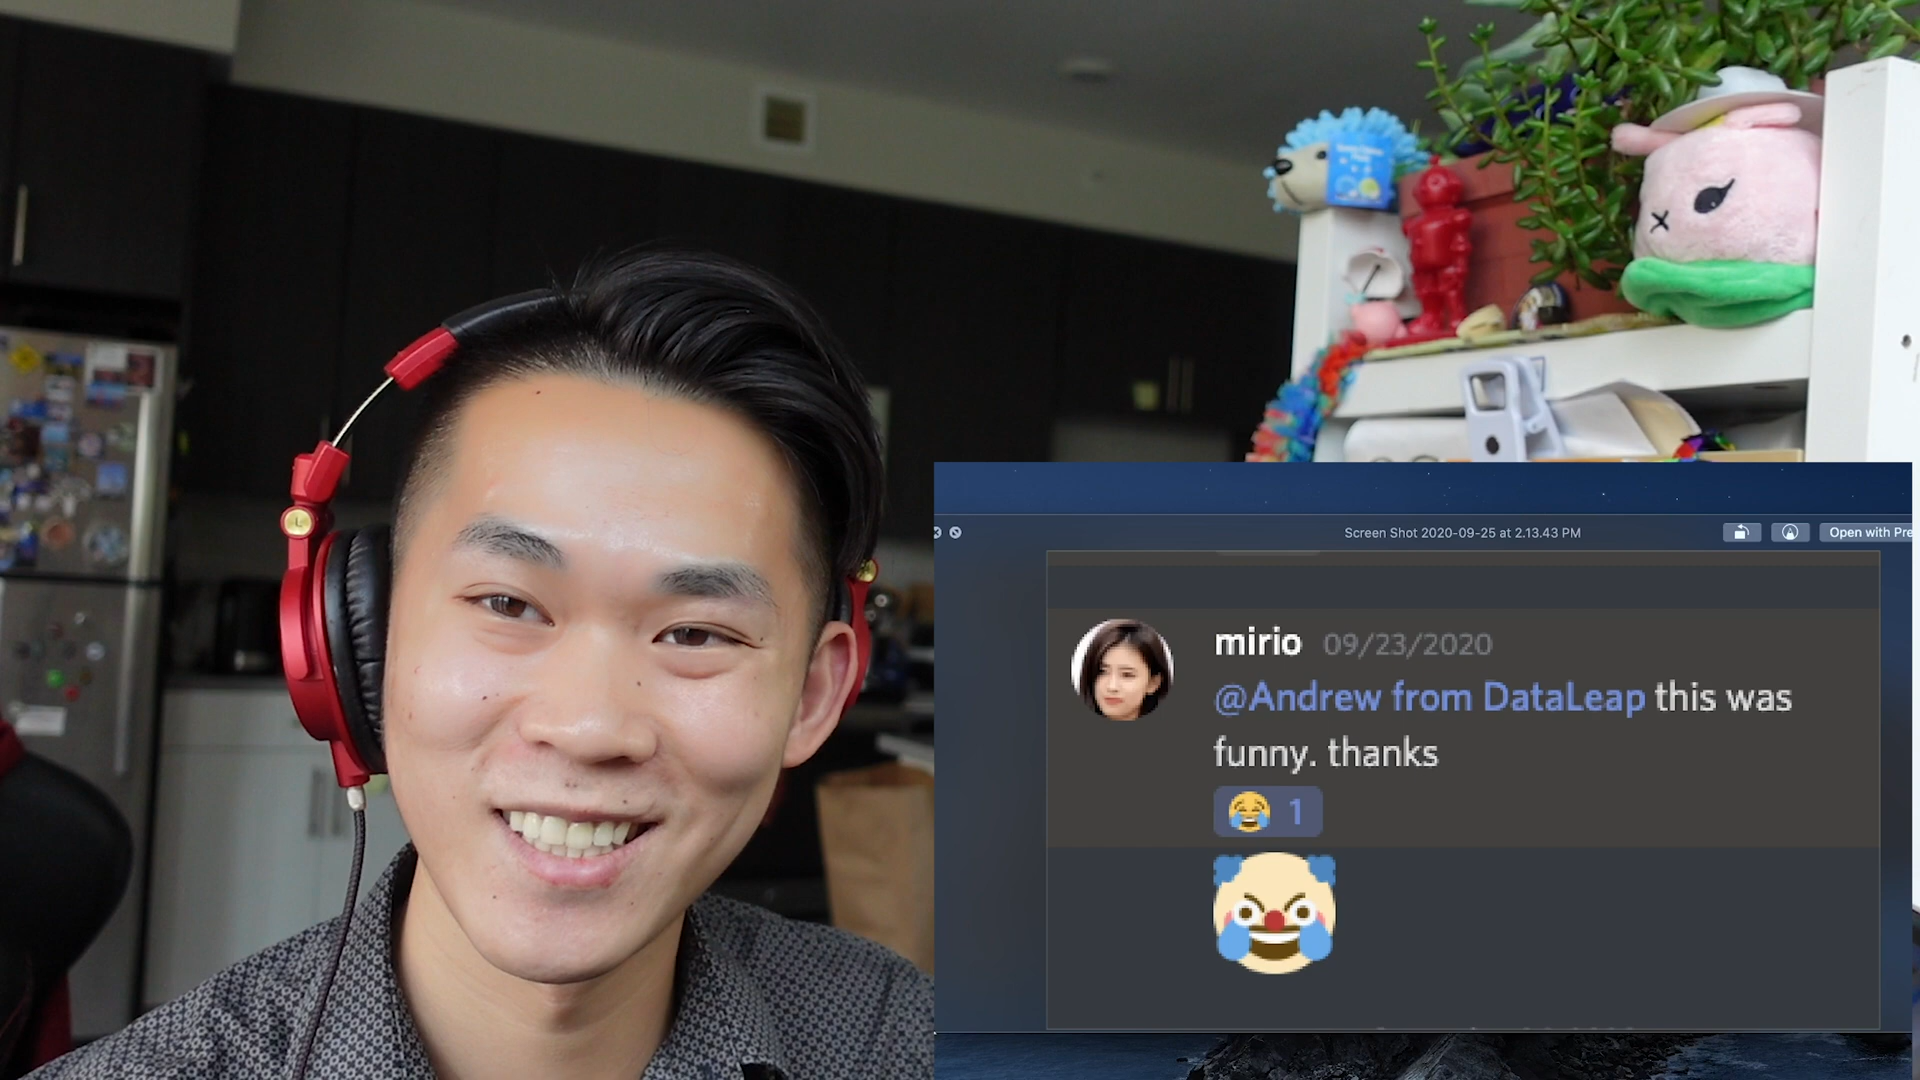 L
Screen Shot 2020-09-25 at 2.13.43 PM
Open with Pre
mirio 09/23/2020
@Andrew from DataLeap this was
funny. thanks
1